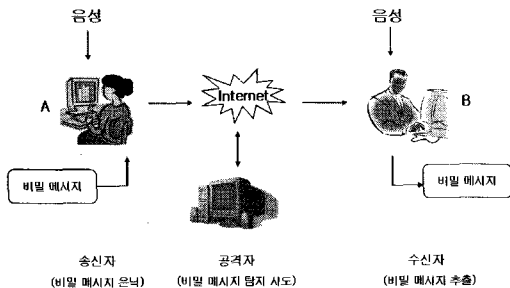 음성
음성
A
Internet
B
비밀 메시지
비밀 메시지
송신자
공격자
수신자
(비밀 메시지 은닉)
(비밀 메시지 탐지 시도)
(비밀 메시지 추출)